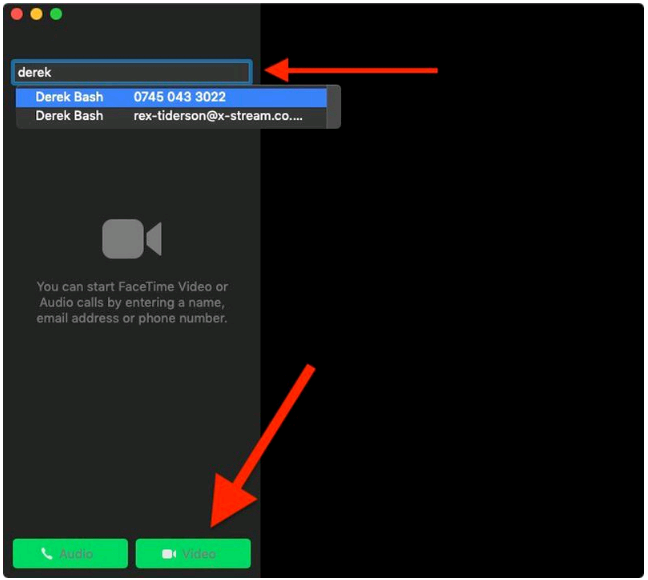 derek
Derek Bash 0745 043 3022
Derek Bash rex-tiderson@x-stream.co....
You can start FaceTime Video or
Audio calls by entering a name,
email address or phone number.
Audio Video